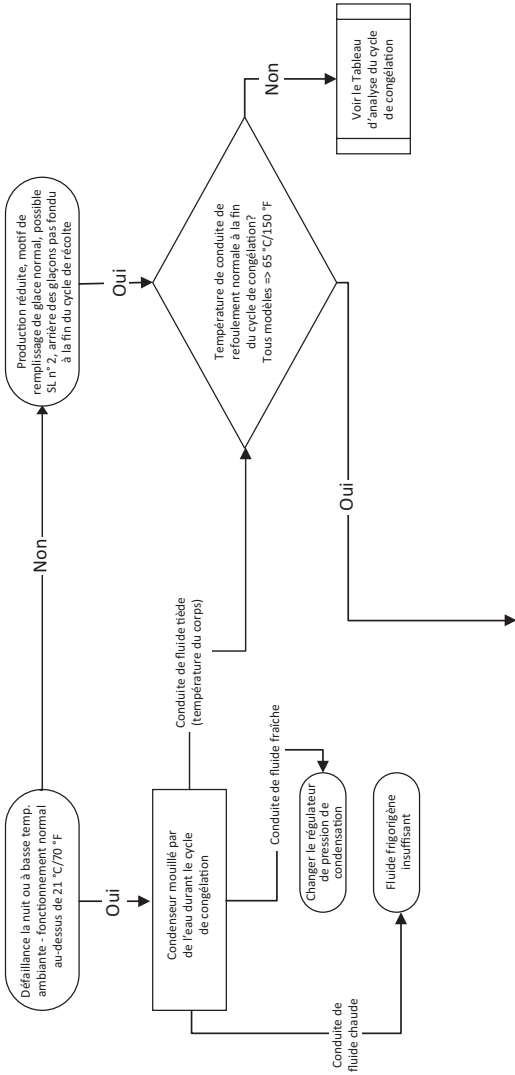 Défaillance la nuit ou à basse temp.
ambiante - fonctionnement normal
au-dessus de 21 °C/70 °F
Non
Production réduite, motif de
remplissage de glace normal, possible
SL n° 2, arrière des glaçons pas fondu
à la fin du cycle de récolte
Oui
Oui
Condenseur mouillé par
de l'eau durant le cycle
de congélation
Conduite de fluide tiède
(température du corps)
Température de conduite de
refoulement normale à la fin
du cycle de congélation?
Tous modèles => 65 °C/150 °F
Non
Voir le Tableau
d'analyse du cycle
de congélation
Conduite de fluide fraîche
Changer le régulateur
de pression de
condensation
Conduite de
fluide chaude
Fluide frigorigène
insuffisant
Oui